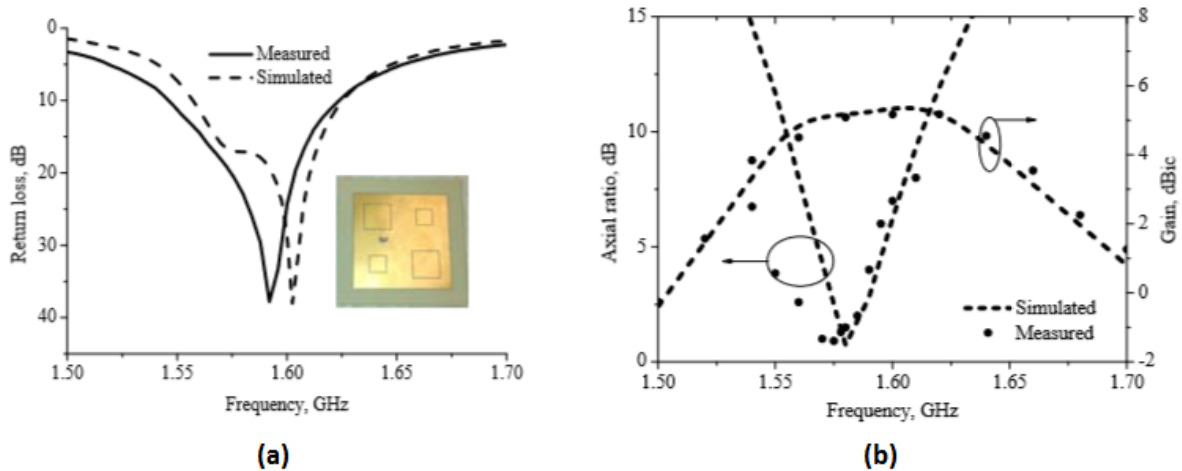 0
10
20
30
40
Return loss, dB
Measured
Simulated
1.50
1.55
1.60
1.65
1.70
Frequency, GHz
(a)
15
10
5
0
Axial ratio, dB
8
6
4
2
0
-2
Gain, dBic
Simulated
Measured
1.50
1.55
1.60
1.65
1.70
Frequency, GHz
(b)